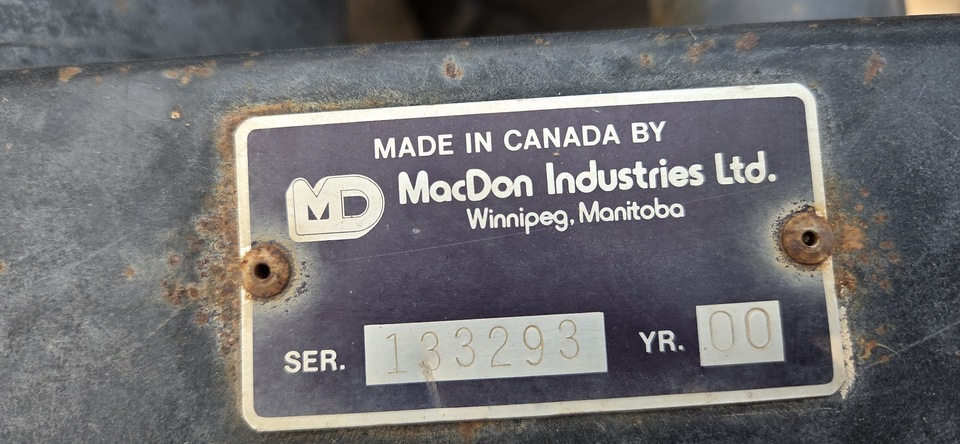 MADE IN CANADA BY
MD MacDon Industries Ltd.
Winnipeg, Manitoba
SER. 133293 YR. 00